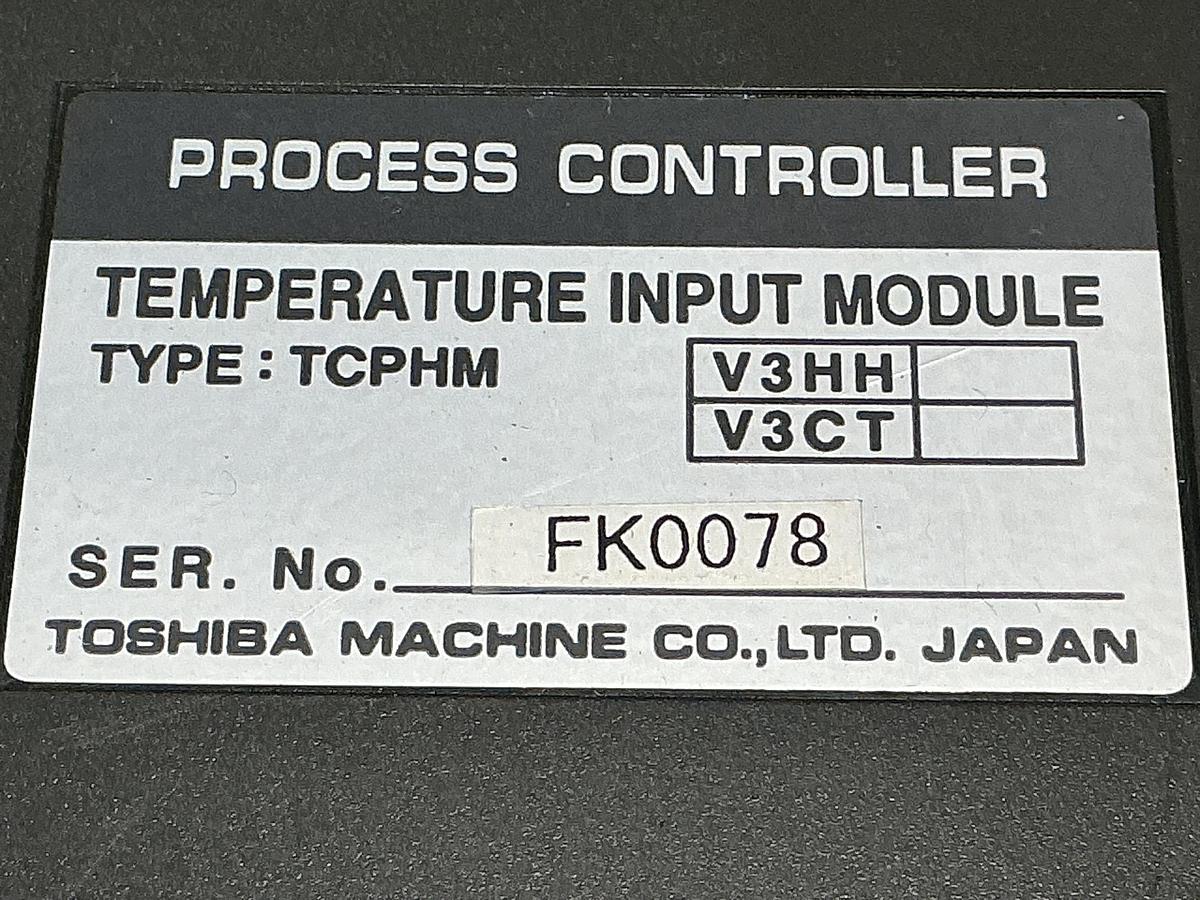 PROCESS CONTROLLER
TEMPERATURE INPUT MODULE
TYPE : TCPHM
V3HH
V3CT
SER. No. FK0078
TOSHIBA MACHINE CO., LTD. JAPAN